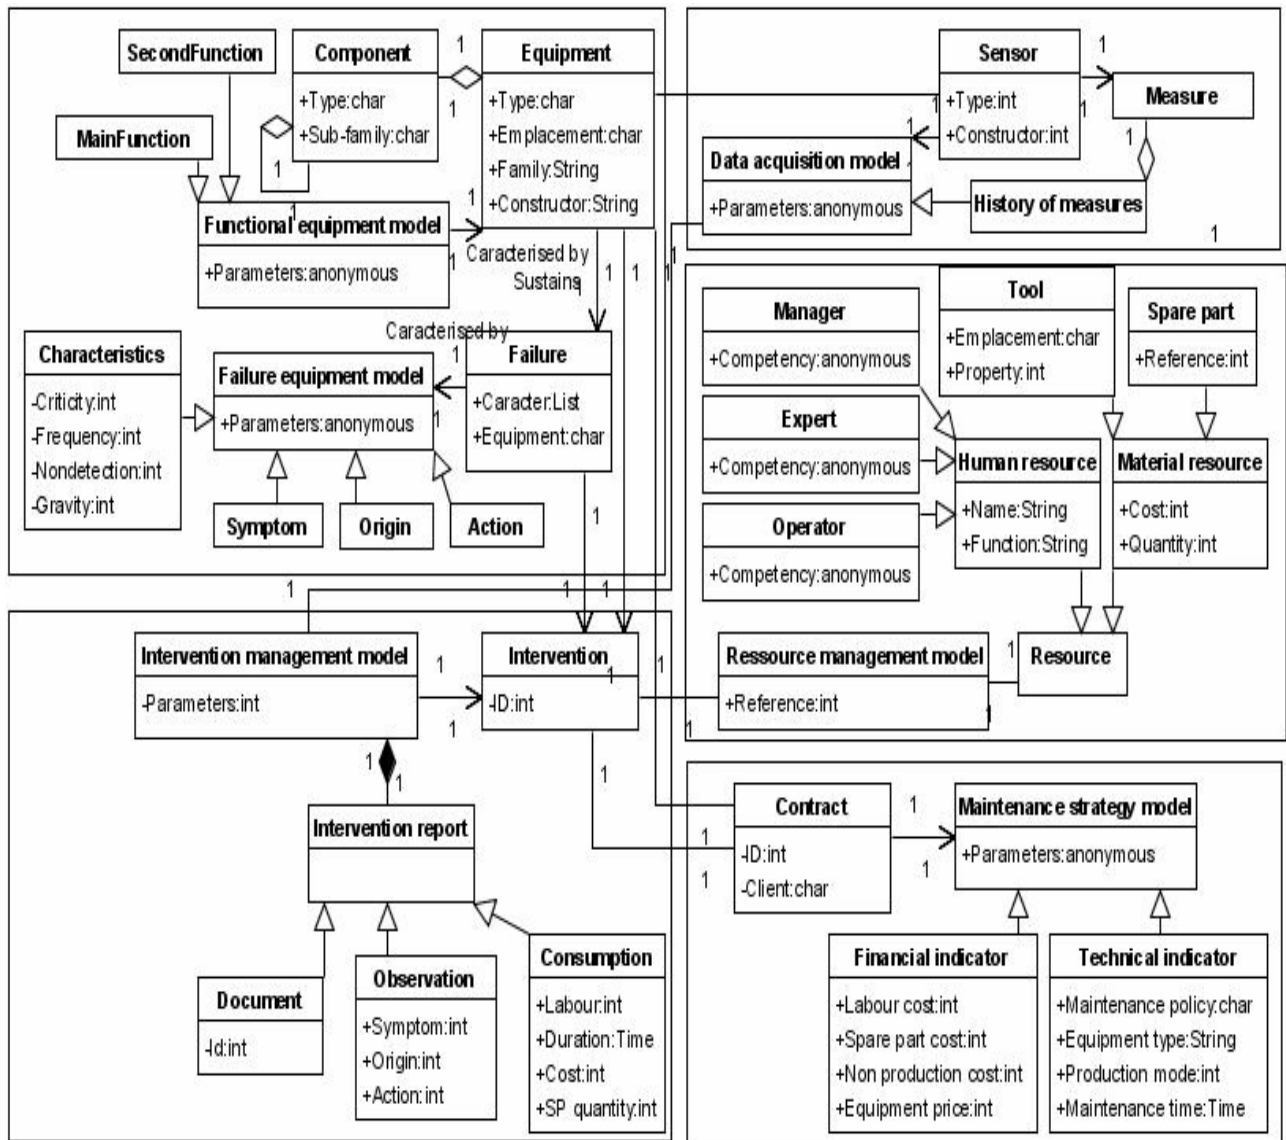 SecondFunction
MainFunction
Component
+Type:char
+Sub-family:char
1
1
1
1
Equipment
+Type:char
+Emplacement:char
+Family:String
+Constructor:String
Functional equipment model
+Parameters:anonymous
1
1
Caracterised by
Sustains
1
1
1
1
Caracterised by
1
1
Characteristics
-Criticity:int
-Frequency:int
-Nondetection:int
-Gravity:int
Failure equipment model
+Parameters:anonymous
Failure
+Caracter:List
+Equipment:char
Symptom
Origin
Action
1
Sensor
+Type:int
+Constructor:int
1
1
1
1
1
1
Measure
1
Data acquisition model
+Parameters:anonymous
History of measures
1
1
Manager
+Competency:anonymous
Expert
+Competency:anonymous
Operator
+Competency:anonymous
Tool
+Emplacement:char
+Property:int
Spare part
+Reference:int
Human resource
+Name:String
+Function:String
Material resource
+Cost:int
+Quantity:int
Ressource management model
+Reference:int
1
1
Resource
1
1
1
1
Intervention management model
-Parameters:int
1
1
Intervention
-ID:int
1
1
1
1
1
1
Intervention report
Document
-Id:int
Observation
+Symptom:int
+Origin:int
+Action:int
Consumption
+Labour:int
+Duration:Time
+Cost:int
+SP quantity:int
1
1
Contract
-ID:int
-Client:char
1
1
Maintenance strategy model
+Parameters:anonymous
Financial indicator
+Labour cost:int
+Spare part cost:int
+Non production cost:int
+Equipment price:int
Technical indicator
+Maintenance policy:char
+Equipment type:String
+Production mode:int
+Maintenance time:Time